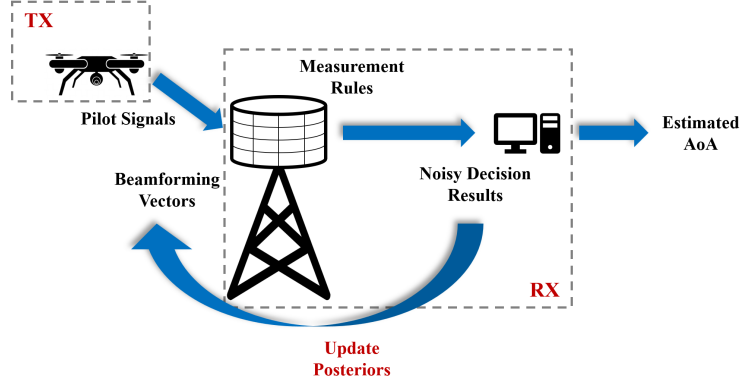 TX
Pilot Signals
Measurement
Rules
Beamforming
Vectors
Noisy Decision
Results
Estimated
AoA
RX
Update
Posteriors